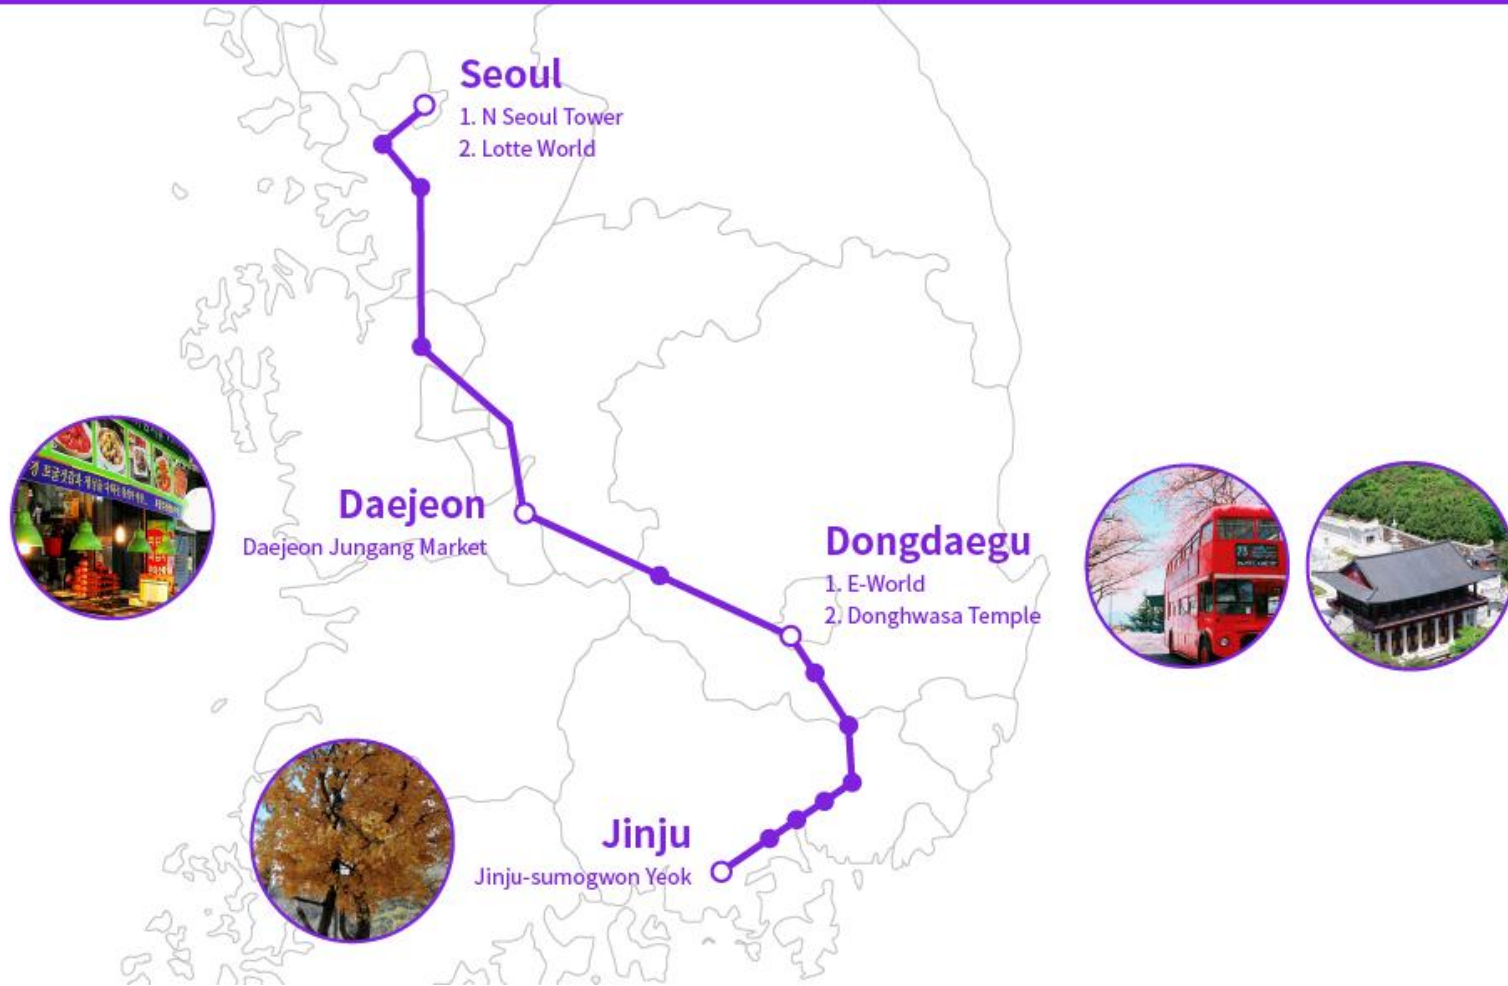 Seoul
1. N Seoul Tower
2. Lotte World
Daejeon
Daejeon Jungang Market
Dongdaegu
1. E-World
2. Donghwasa Temple
73
Jinju
Jinju-sumogwon Yeok